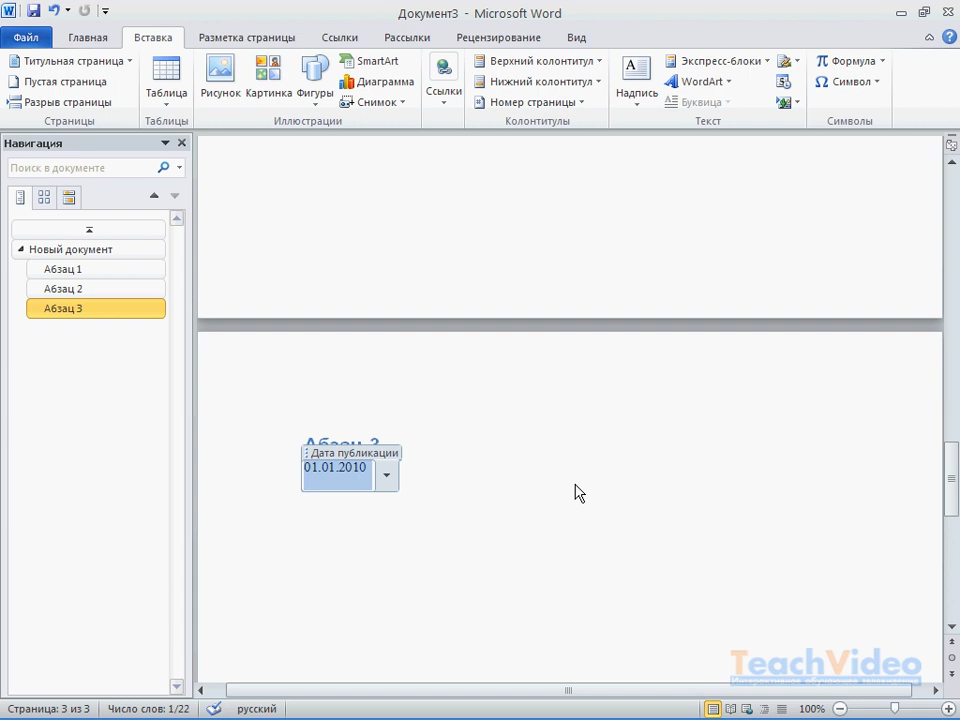 Документ3 - Microsoft Word
Файл Главная Вставка Разметка страницы Ссылки Рассылки Рецензирование Вид
Титульная страница
Пустая страница
Разрыв страницы
Страницы
Таблица
Таблицы
Рисунок Картинка Фигуры
SmartArt
Диаграмма
Снимок
Иллюстрации
Ссылки
Верхний колонтитул
Нижний колонтитул
Номер страницы
Колонтитулы
Надпись
Экспресс-блоки
WordArt
Буквица
Текст
Формула
Символ
Символы
Навигация
Поиск в документе
Новый документ
Абзац 1
Абзац 2
Абзац 3
Абзац 3
Дата публикации
01.01.2010
TeachVideo
Страница: 3 из 3 Число слов: 1/22 русский 100%